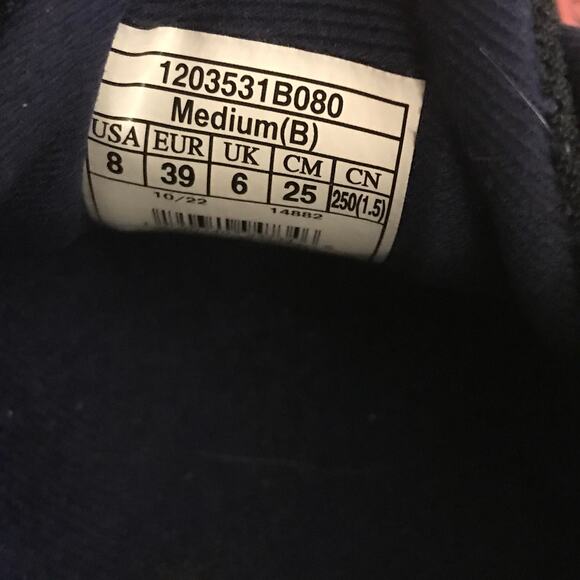 1203531B080
Medium(B)
USA EUR UK CM CN
8 39 6 25 250(1.5)
10/22 14882